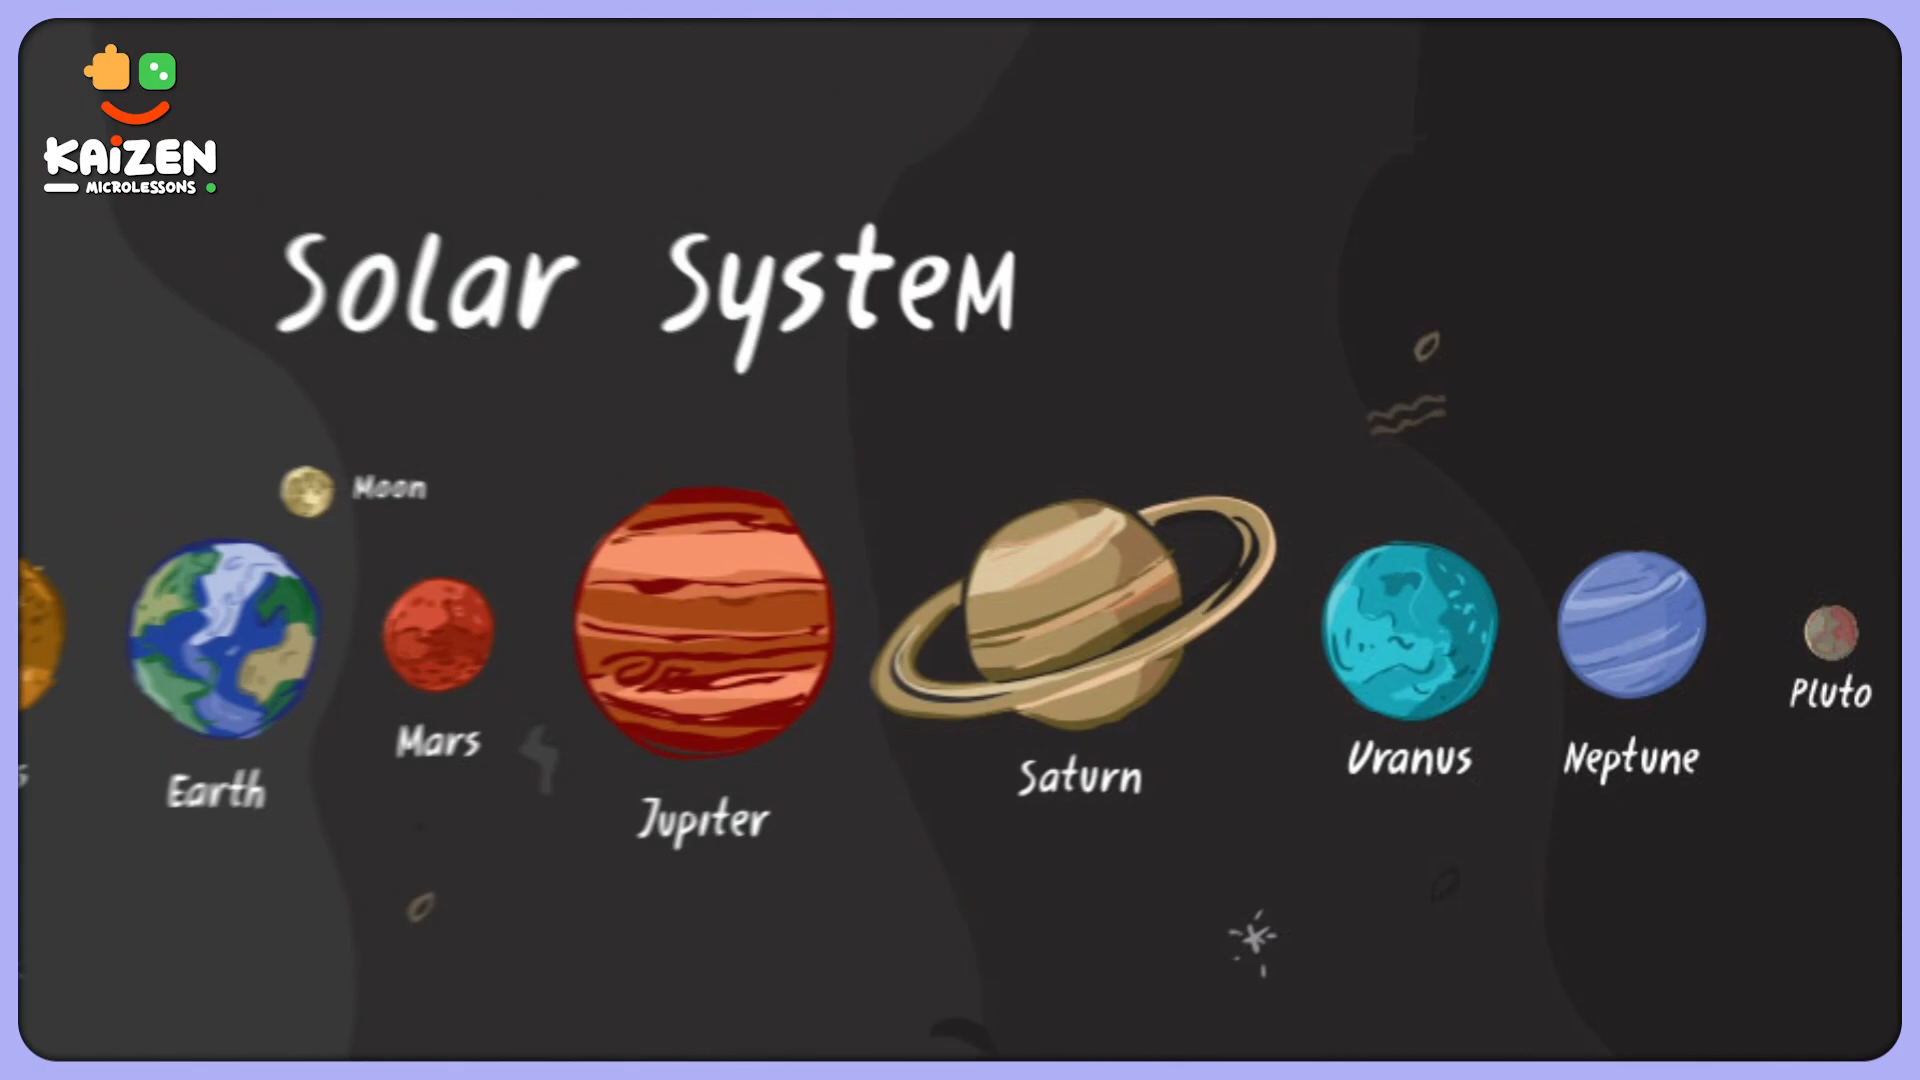 KAiZEN
MICROLESSONS
Solar System
Moon
Earth
Mars
Jupiter
Saturn
Uranus
Neptune
Pluto
s